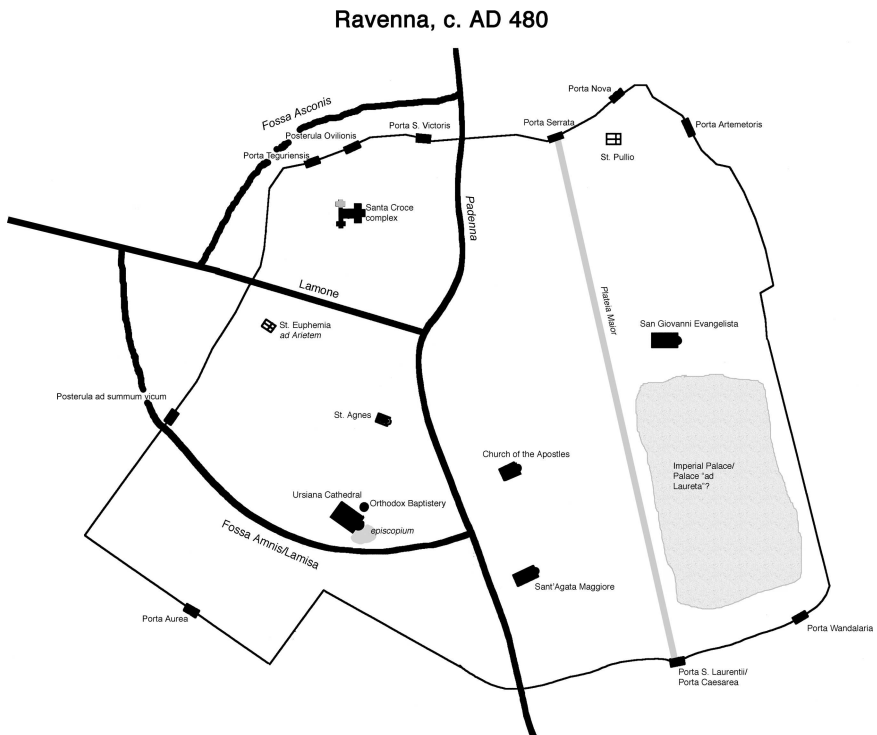 Ravenna, c. AD 480
Porta Nova
Fossa Asconis
Porta Serrata
Porta Artemetoris
Porta S. Victoris
Posterula Ovilionis
Porta Teguriensis
St. Pullio
Santa Croce
complex
Padenna
Lamone
Plateia Maior
St. Euphemia
ad Arietem
San Giovanni Evangelista
Posterula ad summum vicum
St. Agnes
Church of the Apostles
Imperial Palace/
Palace "ad
Laureta"?
Ursiana Cathedral
Orthodox Baptistery
episcopium
Fossa Amnis/Lamisa
Sant'Agata Maggiore
Porta Aurea
Porta Wandalaria
Porta S. Laurentii/
Porta Caesarea